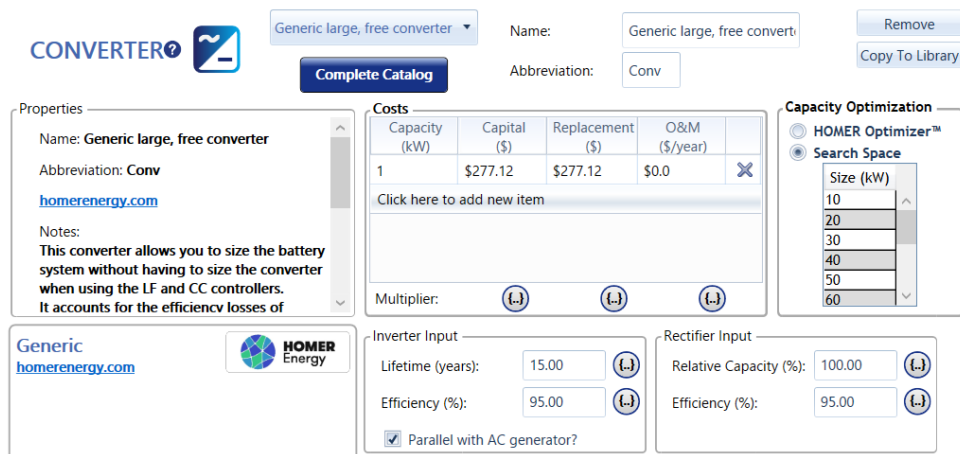 CONVERTER
Generic large, free converter
Complete Catalog
Name:
Generic large, free convert
Abbreviation:
Conv
Remove
Copy To Library
Properties
Name: Generic large, free converter
Abbreviation: Conv
homerenergy.com
Notes:
This converter allows you to size the battery
system without having to size the converter
when using the LF and CC controllers.
It accounts for the efficiency losses of
Costs
Capacity (kW)
Capital ($)
Replacement ($)
O&M ($/year)
1 $277.12 $277.12 $0.0
Click here to add new item
Multiplier: {..} {..} {..}
Capacity Optimization
HOMER Optimizer™
Search Space
Size (kW)
10
20
30
40
50
60
Generic
homerenergy.com
HOMER
Energy
Inverter Input
Lifetime (years): 15.00 {..}
Efficiency (%): 95.00 {..}
Parallel with AC generator?
Rectifier Input
Relative Capacity (%): 100.00 {..}
Efficiency (%): 95.00 {..}